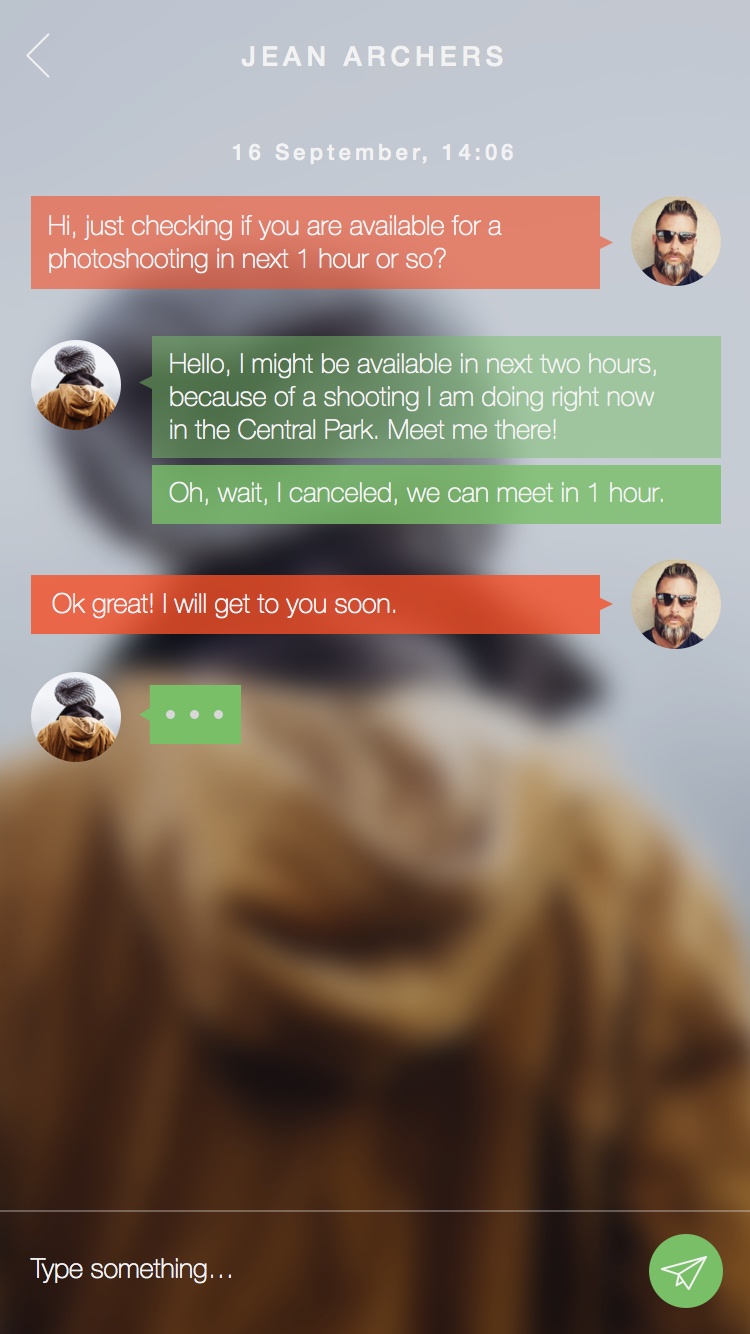 JEAN ARCHERS
16 September, 14:06
Hi, just checking if you are available for a
photoshooting in next 1 hour or so?
Hello, I might be available in next two hours,
because of a shooting I am doing right now
in the Central Park. Meet me there!
Oh, wait, I canceled, we can meet in 1 hour.
Ok great! I will get to you soon.
Type something...